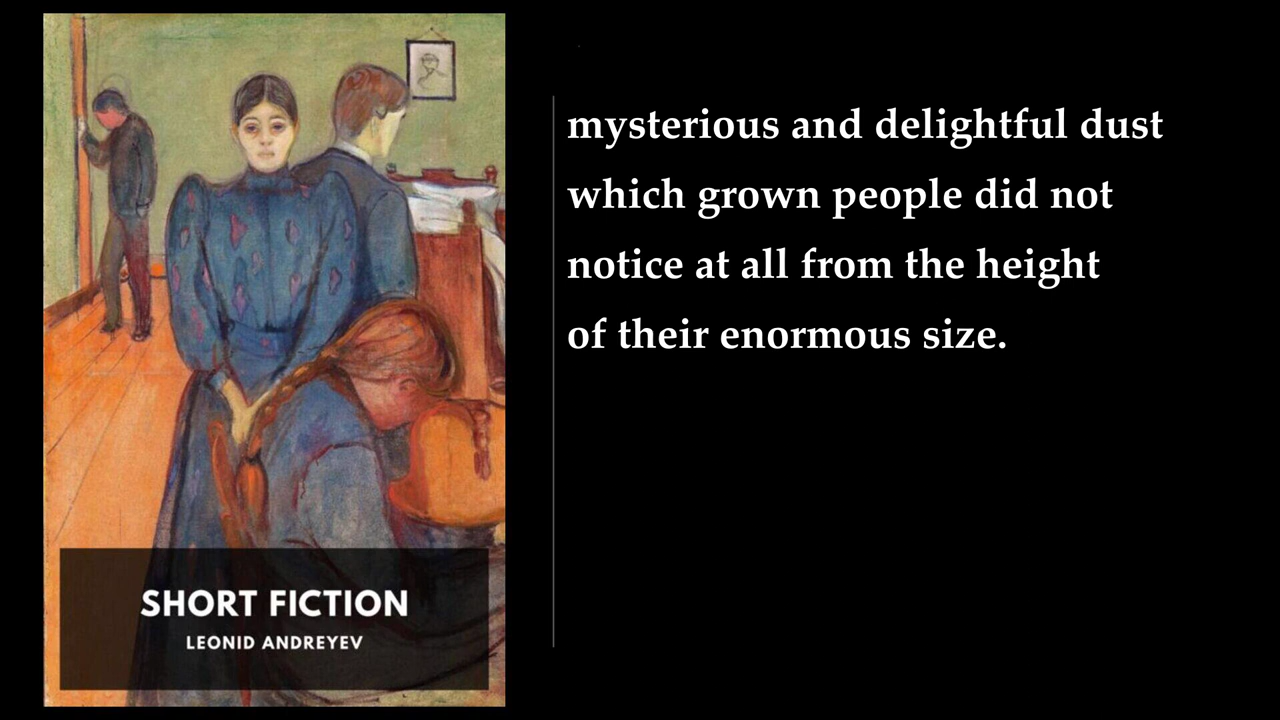 mysterious and delightful dust
which grown people did not
notice at all from the height
of their enormous size.
SHORT FICTION
LEONID ANDREYEV